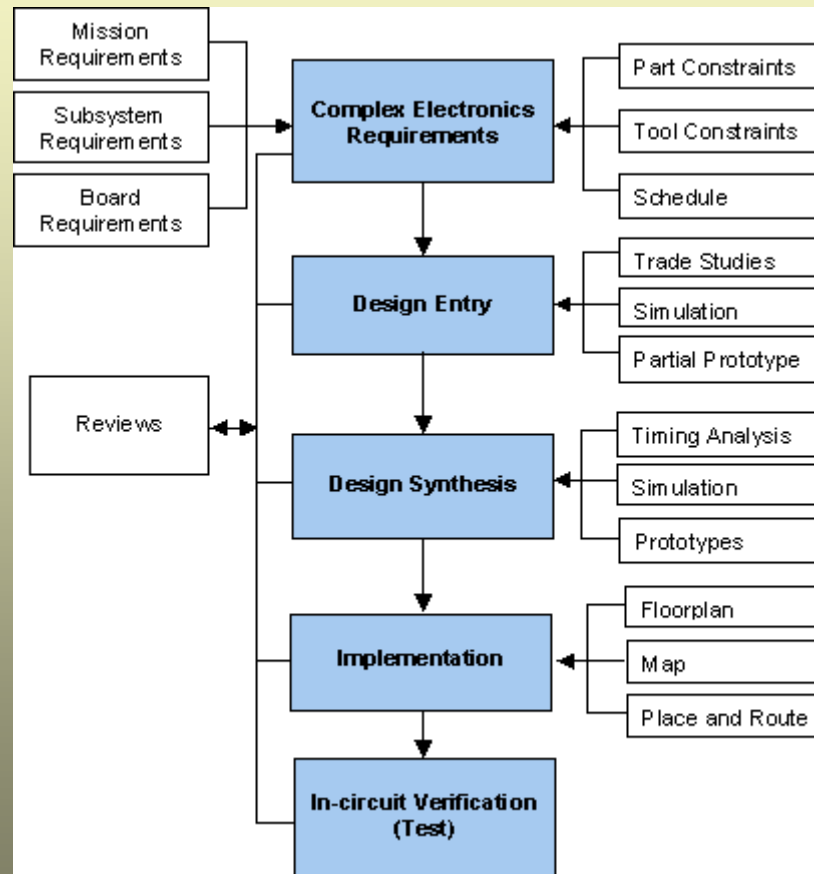 Mission
Requirements
Subsystem
Requirements
Board
Requirements
Complex Electronics
Requirements
Part Constraints
Tool Constraints
Schedule
Design Entry
Trade Studies
Simulation
Partial Prototype
Reviews
Design Synthesis
Timing Analysis
Simulation
Prototypes
Implementation
Floorplan
Map
Place and Route
In-circuit Verification
(Test)